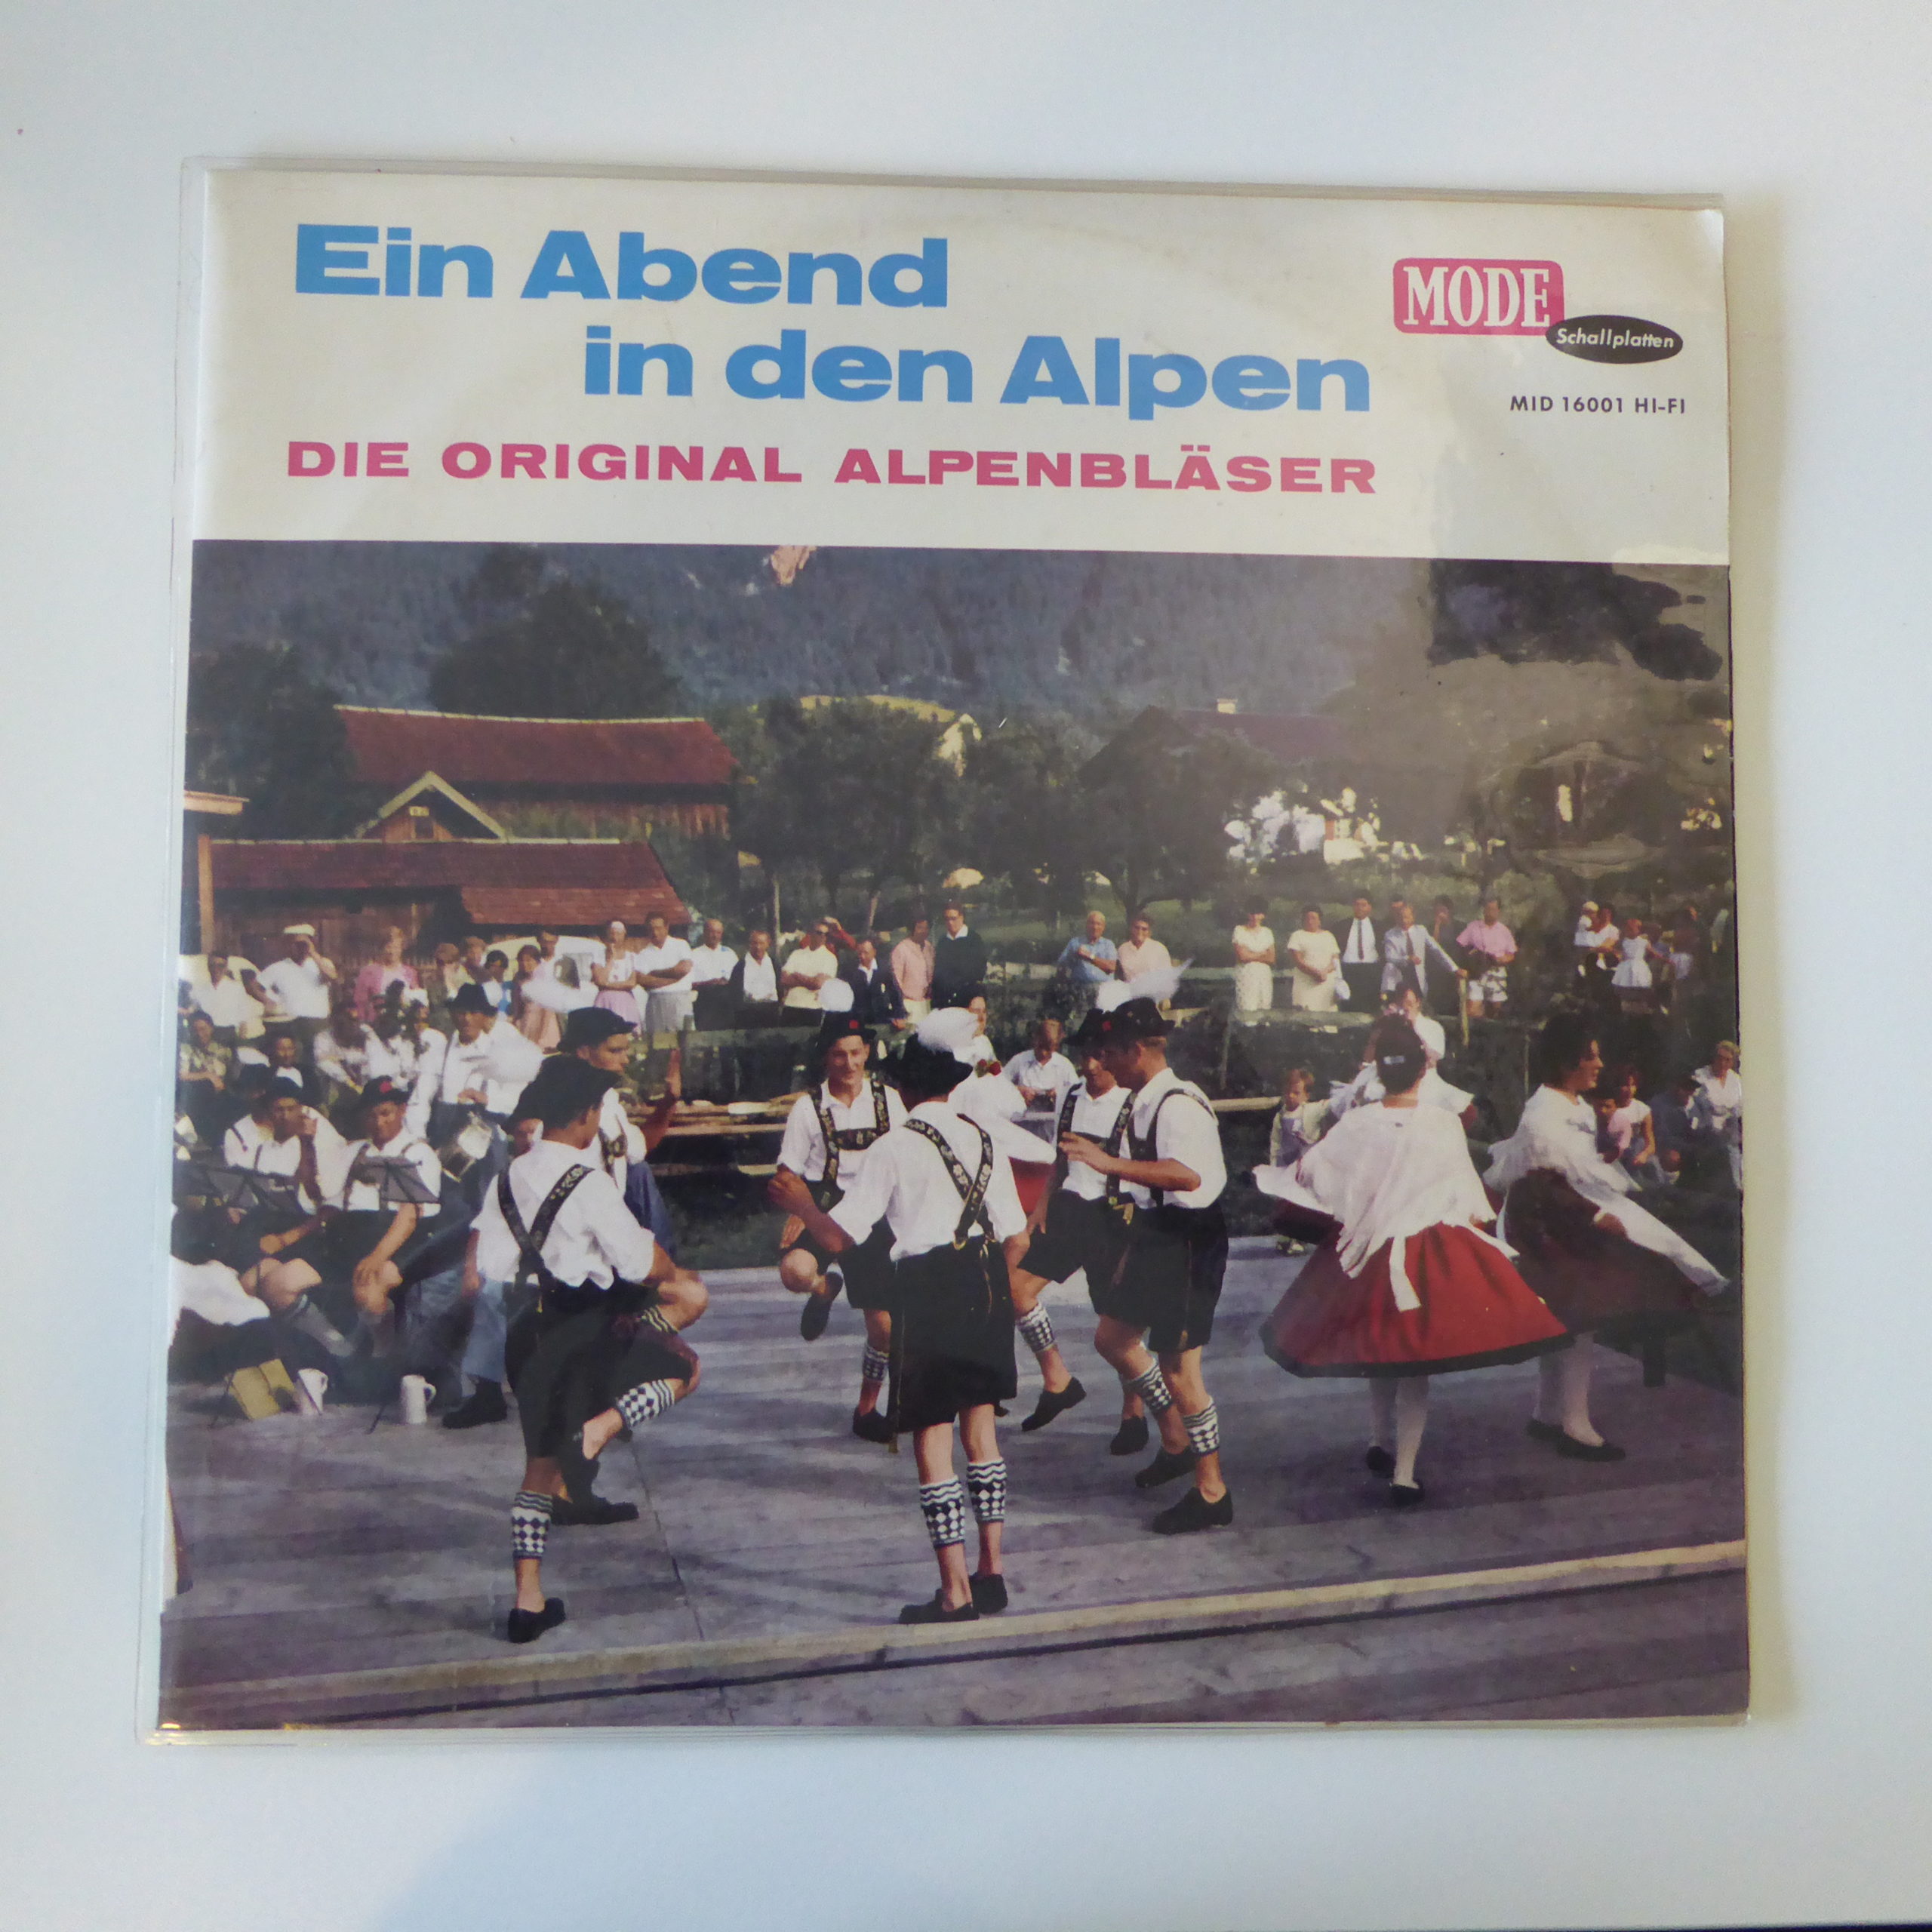 Ein Abend
in den Alpen
DIE ORIGINAL ALPENBLÄSER
MODE
Schallplatten
MID 16001 HI-FI